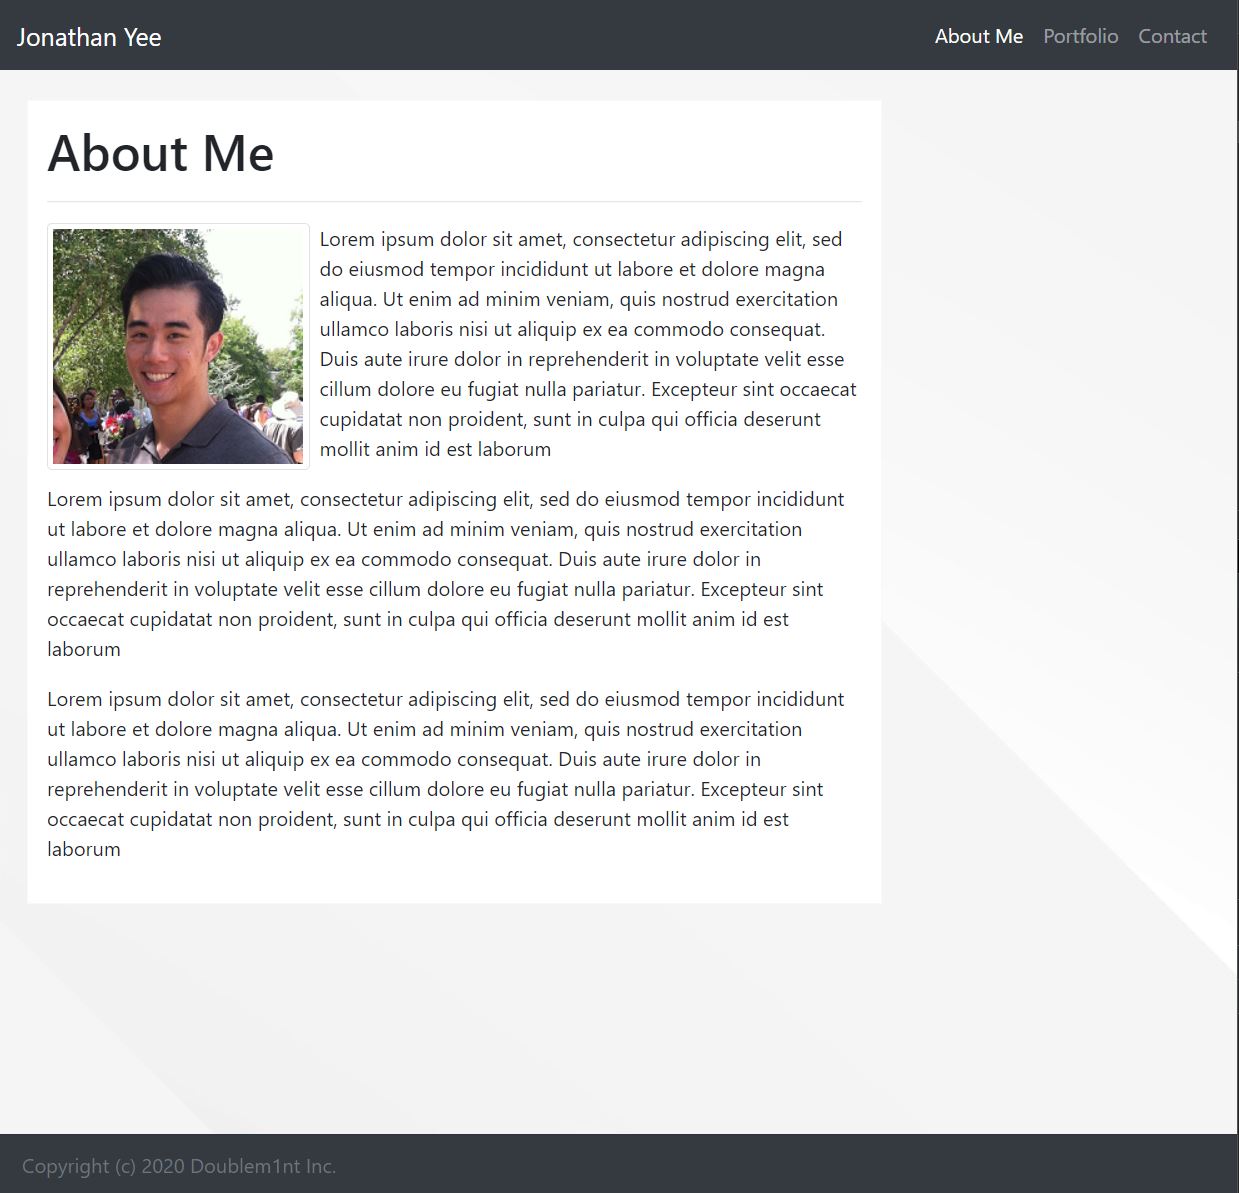 Jonathan Yee
About Me Portfolio Contact
About Me
Lorem ipsum dolor sit amet, consectetur adipiscing elit, sed
do eiusmod tempor incididunt ut labore et dolore magna
aliqua. Ut enim ad minim veniam, quis nostrud exercitation
ullamco laboris nisi ut aliquip ex ea commodo consequat.
Duis aute irure dolor in reprehenderit in voluptate velit esse
cillum dolore eu fugiat nulla pariatur. Excepteur sint occaecat
cupidatat non proident, sunt in culpa qui officia deserunt
mollit anim id est laborum
Lorem ipsum dolor sit amet, consectetur adipiscing elit, sed do eiusmod tempor incididunt
ut labore et dolore magna aliqua. Ut enim ad minim veniam, quis nostrud exercitation
ullamco laboris nisi ut aliquip ex ea commodo consequat. Duis aute irure dolor in
reprehenderit in voluptate velit esse cillum dolore eu fugiat nulla pariatur. Excepteur sint
occaecat cupidatat non proident, sunt in culpa qui officia deserunt mollit anim id est
laborum
Lorem ipsum dolor sit amet, consectetur adipiscing elit, sed do eiusmod tempor incididunt
ut labore et dolore magna aliqua. Ut enim ad minim veniam, quis nostrud exercitation
ullamco laboris nisi ut aliquip ex ea commodo consequat. Duis aute irure dolor in
reprehenderit in voluptate velit esse cillum dolore eu fugiat nulla pariatur. Excepteur sint
occaecat cupidatat non proident, sunt in culpa qui officia deserunt mollit anim id est
laborum
Copyright (c) 2020 Doublem1nt Inc.